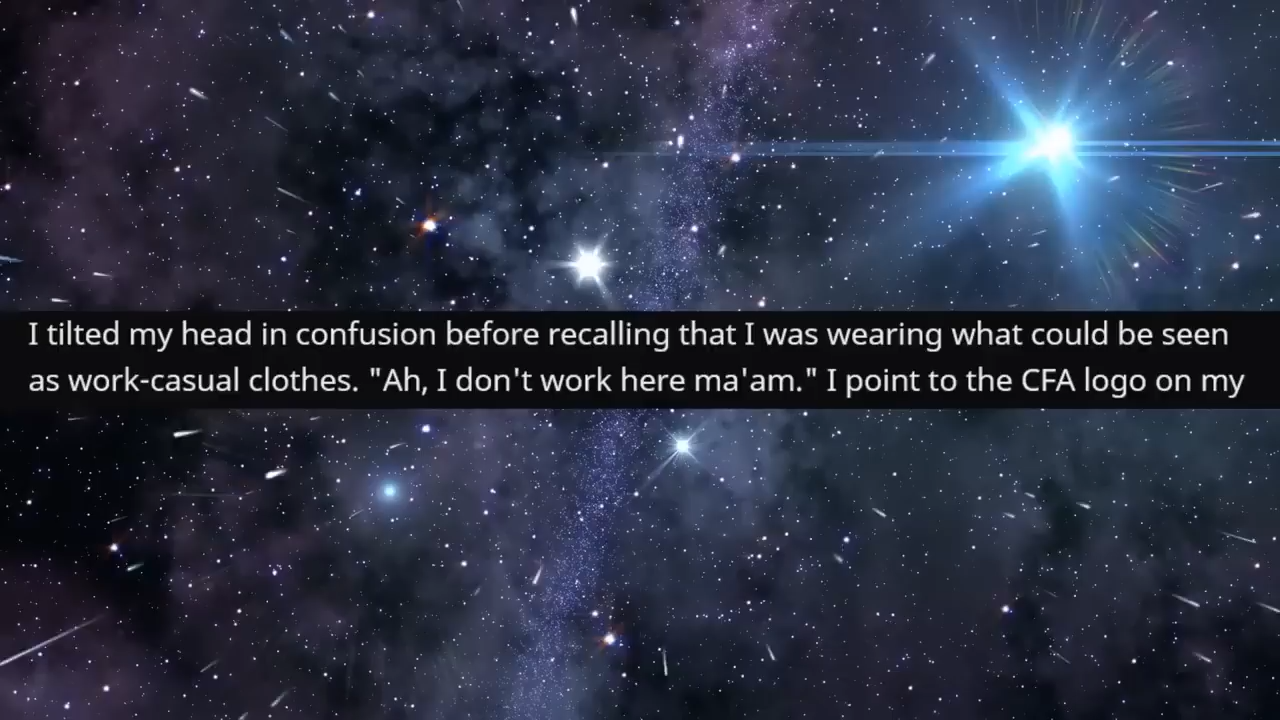 I tilted my head in confusion before recalling that I was wearing what could be seen
as work-casual clothes. "Ah, I don't work here ma'am." I point to the CFA logo on my